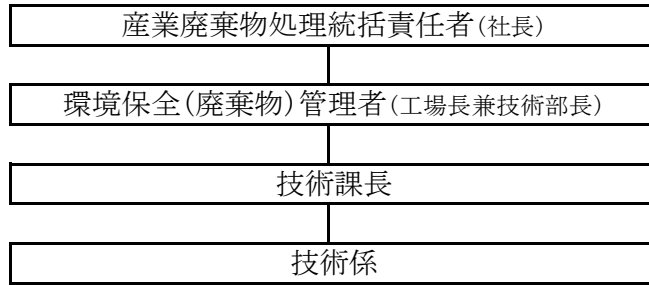 産業廃棄物処理統括責任者(社長)
環境保全(廃棄物)管理者(工場長兼技術部長)
技術課長
技術係